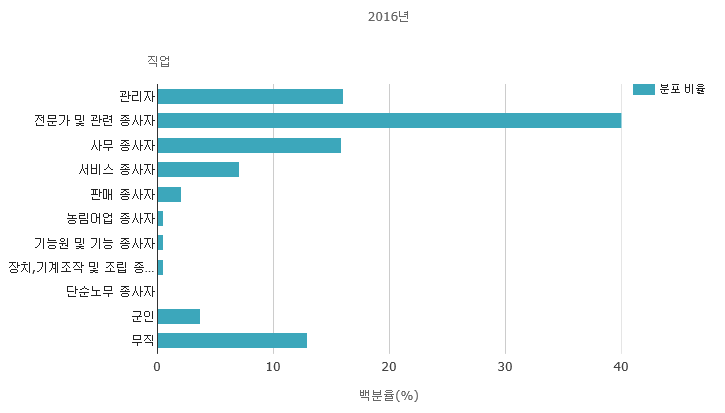 2016년
직업
분포 비율
관리자
전문가 및 관련 종사자
사무 종사자
서비스 종사자
판매 종사자
농림어업 종사자
기능원 및 기능 종사자
장치,기계조작 및 조립 종...
단순노무 종사자
군인
무직
0 10 20 30 40
백분율(%)